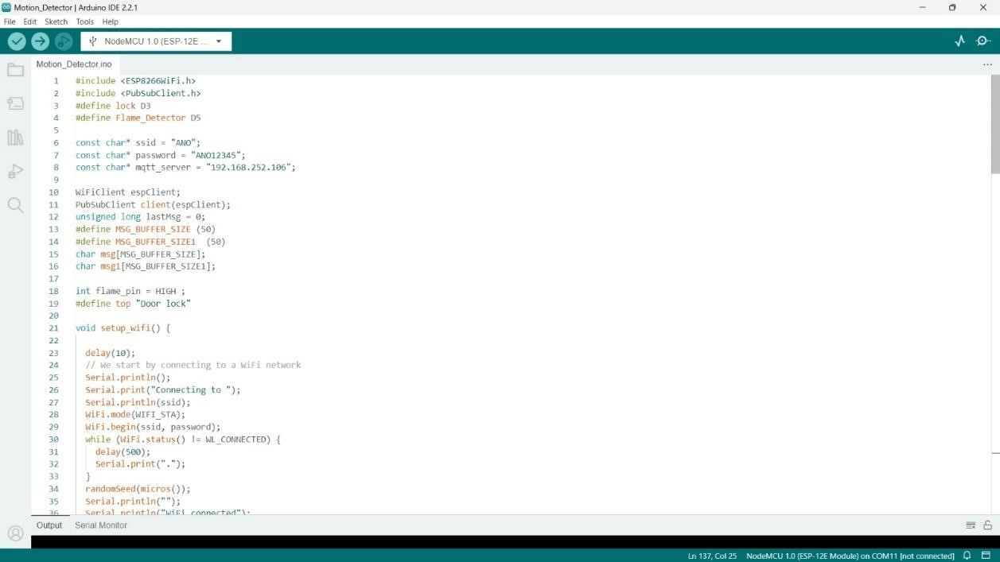 Motion_Detector | Arduino IDE 2.2.1
File Edit Sketch Tools Help
NodeMCU 1.0 (ESP-12E ...
Motion_Detector.ino
1 #include <ESP8266WiFi.h>
2 #include <PubSubClient.h>
3 #define lock D3
4 #define Flame_Detector D5
5
6 const char* ssid = "ANO";
7 const char* password = "ANO12345";
8 const char* mqtt_server = "192.168.252.106";
9
10 WiFiClient espClient;
11 PubSubClient client(espClient);
12 unsigned long lastMsg = 0;
13 #define MSG_BUFFER_SIZE (50)
14 #define MSG_BUFFER_SIZE1  (50)
15 char msg[MSG_BUFFER_SIZE];
16 char msg1[MSG_BUFFER_SIZE1];
17
18 int flame_pin = HIGH ;
19 #define top "Door lock"
20
21 void setup_wifi() {
22
23 delay(10);
24 // We start by connecting to a WiFi network
25 Serial.println();
26 Serial.print("Connecting to ");
27 Serial.println(ssid);
28 WiFi.mode(WIFI_STA);
29 WiFi.begin(ssid, password);
30 while (WiFi.status() != WL_CONNECTED) {
31 delay(500);
32 Serial.print(".");
33 }
34 randomSeed(micros());
35 Serial.println("");
36 Serial.println("WiFi connected");
Output Serial Monitor
Ln 137, Col 25 NodeMCU 1.0 (ESP-12E Module) on COM11 [not connected]